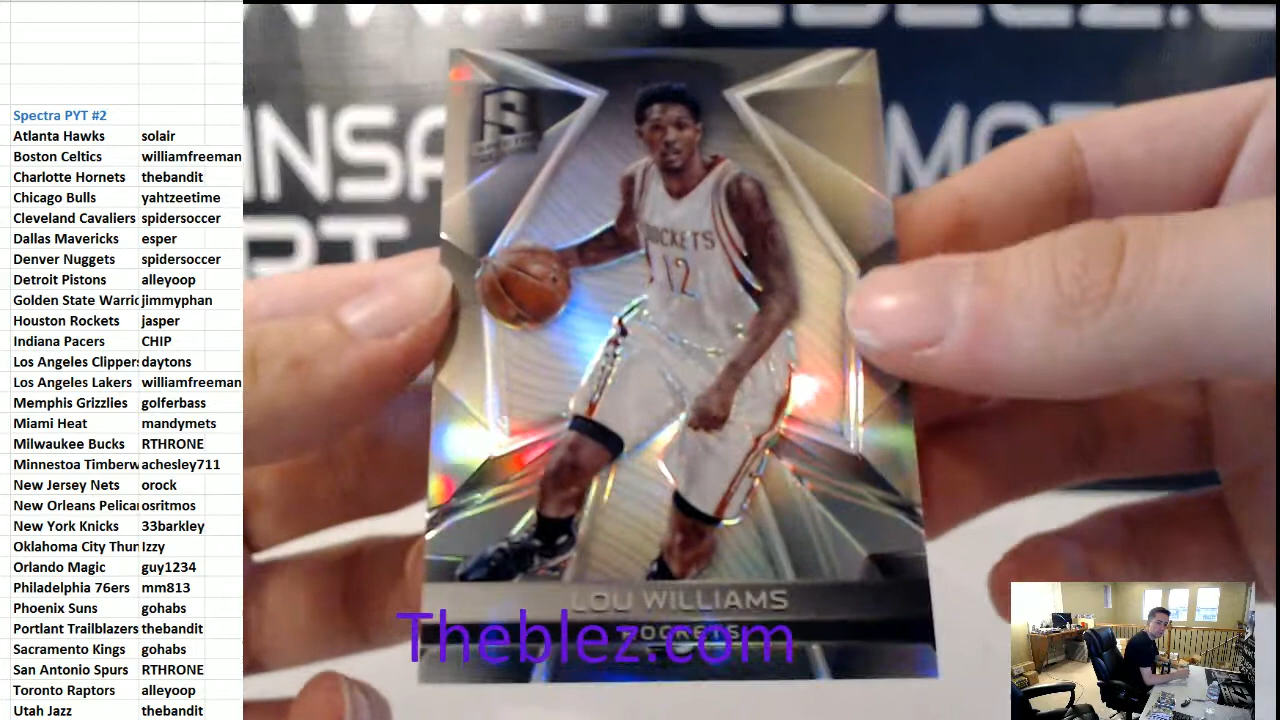 Spectra PYT #2
Atlanta Hawks solair
Boston Celtics williamfreeman
Charlotte Hornets thebandit
Chicago Bulls yahtzeetime
Cleveland Cavaliers spidersoccer
Dallas Mavericks esper
Denver Nuggets spidersoccer
Detroit Pistons alleyoop
Golden State Warric jimmyphan
Houston Rockets jasper
Indiana Pacers CHIP
Los Angeles Clippers daytons
Los Angeles Lakers williamfreeman
Memphis Grizzlies golferbass
Miami Heat mandymets
Milwaukee Bucks RTHRONE
Minnestoa Timberw achesley711
New Jersey Nets orock
New Orleans Pelica osritmos
New York Knicks 33barkley
Oklahoma City Thun Izzy
Orlando Magic guy1234
Philadelphia 76ers mm813
Phoenix Suns gohabs
Portlant Trailblazers thebandit
Sacramento Kings gohabs
San Antonio Spurs RTHRONE
Toronto Raptors alleyoop
Utah Jazz thebandit
ROCKETS
12
LOU WILLIAMS
ROCKETS
Theblez.com